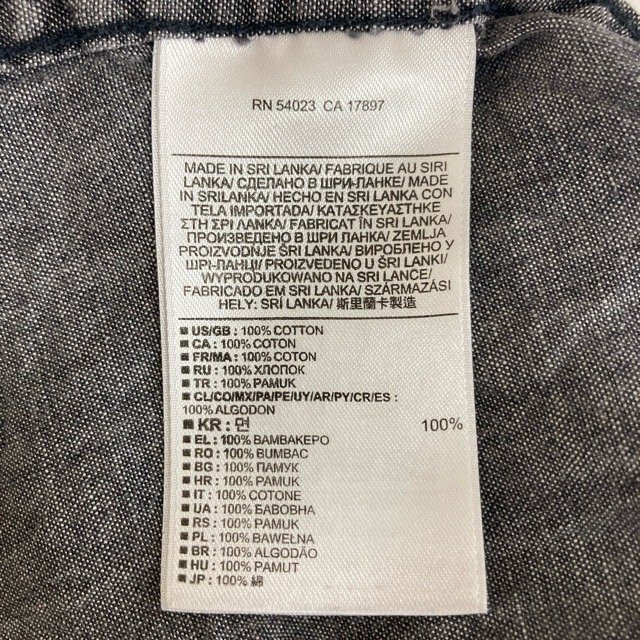 RN 54023 CA 17897
MADE IN SRI LANKA/ FABRIQUE AU SIRI
LANKA/ СДЕЛАНО В ШРИ-ЛАНКЕ/ MADE
IN SRILANKA/ HECHO EN SRI LANKA CON
TELA IMPORTADA/ ΚΑΤΑΣΚΕΥΑΣΤΗΚΕ
ΣΤΗ ΣΡΙ ΛΑΝΚΑ/ FABRICAT ÎN SRI LANKA/
ПРОИЗВЕДЕНО В ШРИ ЛАНКА/ ZEMLJA
PROIZVODNJE ŠRI LANKA/ ВИРОБЛЕНО У
ШРІ-ЛАНЦІ/ PROIZVEDENO U ŠRI LANKI/
WYPRODUKOWANO NA SRI LANCE/
FABRICADO EM SRI LANKA/ SZÁRMAZÁSI
HELY: SRÍ LANKA/ 斯里蘭卡製造
■ US/GB : 100% COTTON
■ CA : 100% COTON
■ FR/MA : 100% COTON
■ RU : 100% ХЛОПОК
■ TR : 100% PAMUK
■ CL/CO/MX/PA/PE/UY/AR/PY/CR/ES :
100% ALGODON
■ KR : 면 100%
■ EL : 100% ΒΑΜΒΑΚΕΡΟ
■ RO : 100% BUMBAC
■ BG : 100% ПАМУК
■ HR : 100% PAMUK
■ IT : 100% COTONE
■ UA : 100% БАВОВНА
■ RS : 100% PAMUK
■ PL : 100% BAWEŁNA
■ BR : 100% ALGODÃO
■ HU : 100% PAMUT
■ JP : 100% 綿